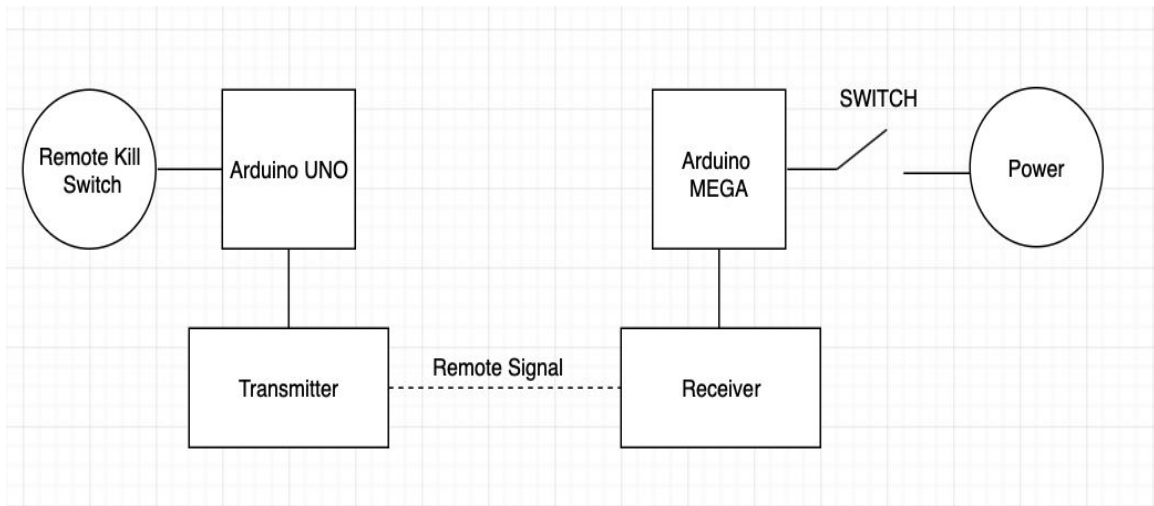 Remote Kill
Switch
Arduino UNO
Arduino
MEGA
SWITCH
Power
Transmitter
Remote Signal
Receiver